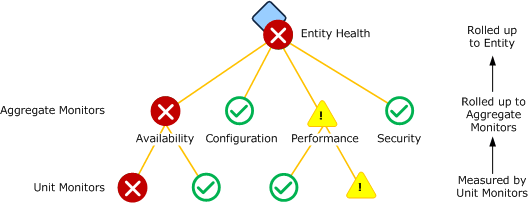 Entity Health
Rolled up
to Entity
Aggregate Monitors
Rolled up to
Aggregate
Monitors
!
Availability
Configuration
Performance
Security
Unit Monitors
!
Measured by
Unit Monitors